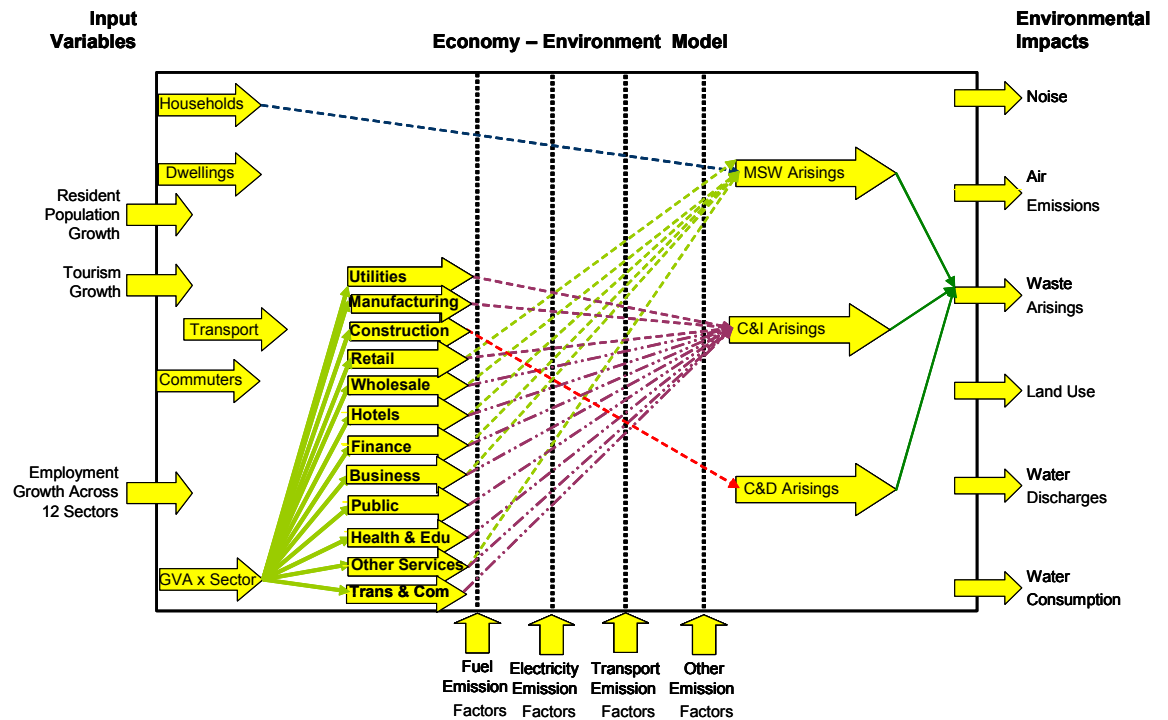 Input
Variables
Economy – Environment Model
Environmental
Impacts
Households
Dwellings
Resident
Population
Growth
Tourism
Growth
Transport
Commuters
Employment
Growth Across
12 Sectors
GVA x Sector
Utilities
Manufacturing
Construction
Retail
Wholesale
Hotels
Finance
Business
Public
Health & Edu
Other Services
Trans & Com
MSW Arisings
C&I Arisings
C&D Arisings
Noise
Air
Emissions
Waste
Arisings
Land Use
Water
Discharges
Water
Consumption
Fuel
Emission
Factors
Electricity
Emission
Factors
Transport
Emission
Factors
Other
Emission
Factors